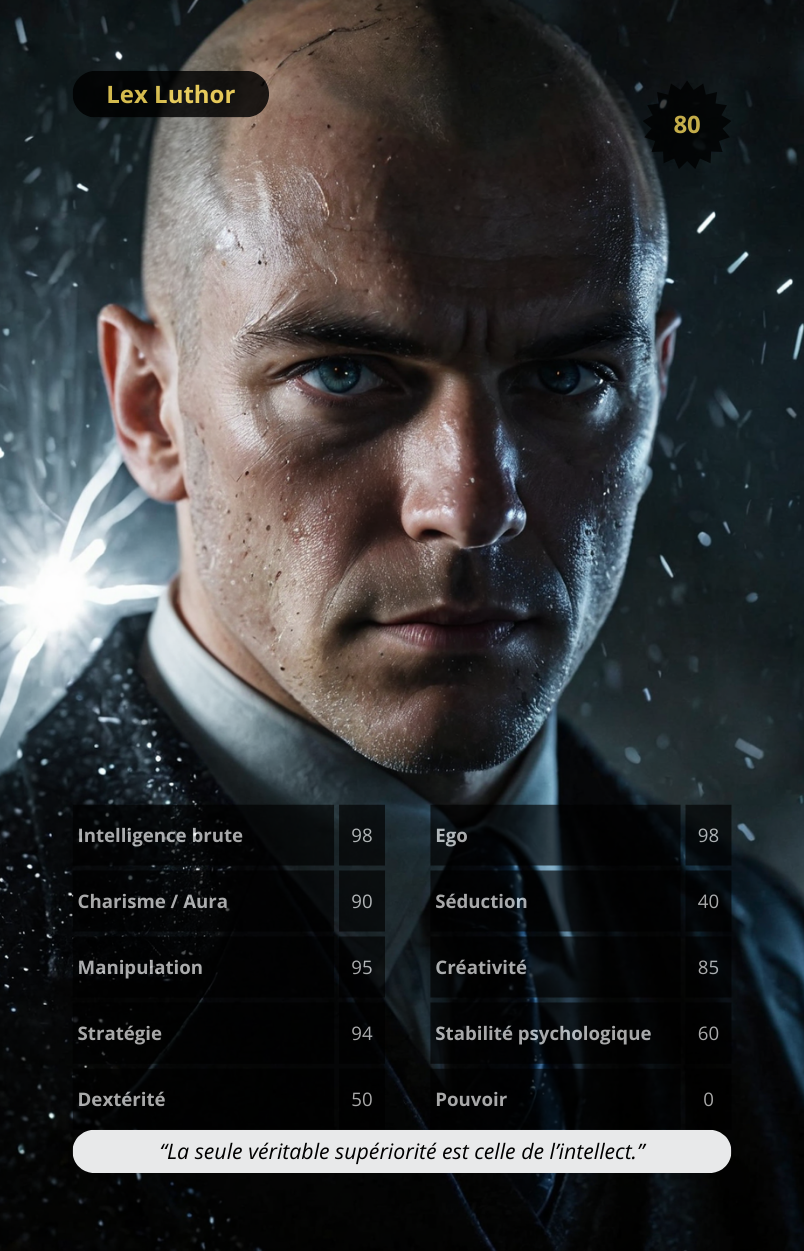 Lex Luthor
80
Intelligence brute 98
Ego 98
Charisme / Aura 90
Séduction 40
Manipulation 95
Créativité 85
Stratégie 94
Stabilité psychologique 60
Dextérité 50
Pouvoir 0
“La seule véritable supériorité est celle de l’intellect.”